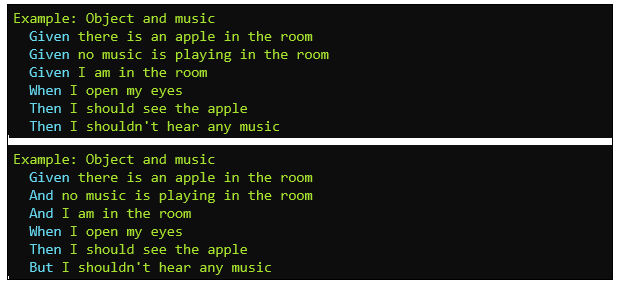 Example: Object and music
Given there is an apple in the room
Given no music is playing in the room
Given I am in the room
When I open my eyes
Then I should see the apple
Then I shouldn't hear any music
Example: Object and music
Given there is an apple in the room
And no music is playing in the room
And I am in the room
When I open my eyes
Then I should see the apple
But I shouldn't hear any music